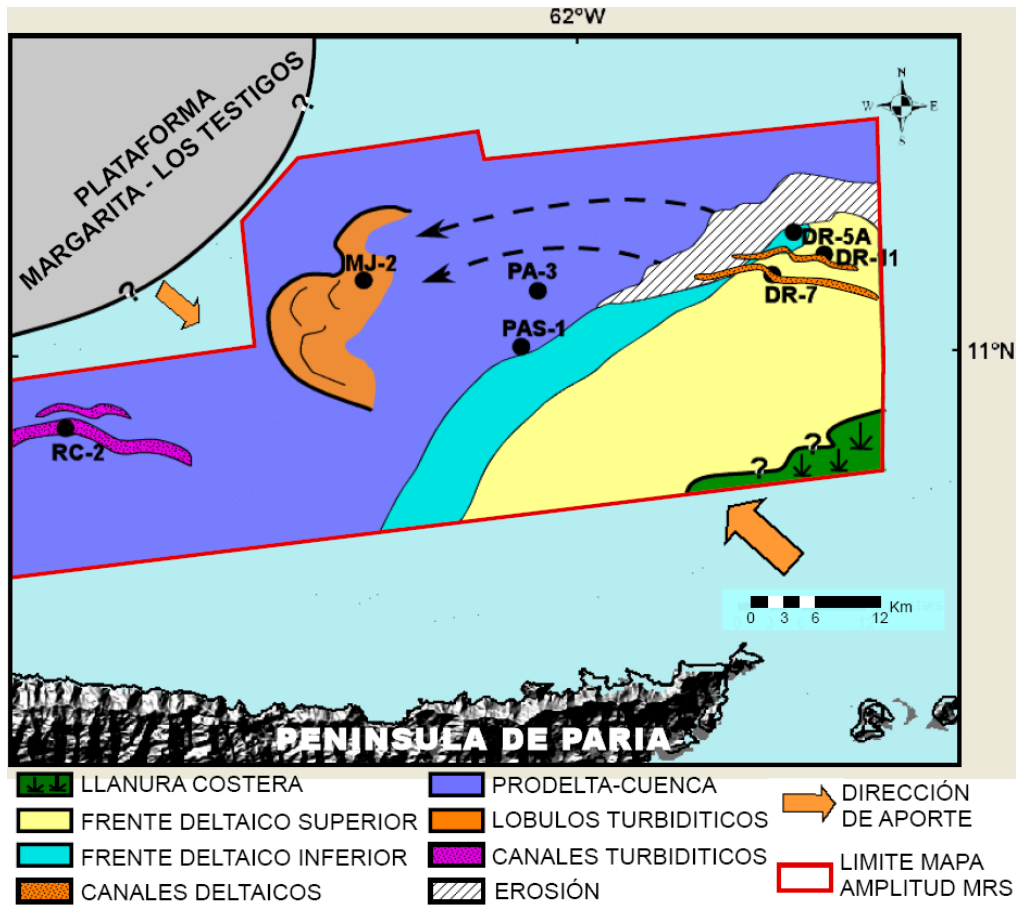 62°W
N
W E
S
PLATAFORMA
MARGARITA - LOS TESTIGOS
?
?
MJ-2
PA-3
PAS-1
DR-5A
DR-11
DR-7
11°N
RC-2
?
?
Km
0 3 6 12
PENINSULA DE PARIA
LLANURA COSTERA
FRENTE DELTAICO SUPERIOR
FRENTE DELTAICO INFERIOR
CANALES DELTAICOS
PRODELTA-CUENCA
LOBULOS TURBIDITICOS
CANALES TURBIDITICOS
EROSIÓN
DIRECCIÓN
DE APORTE
LIMITE MAPA
AMPLITUD MRS